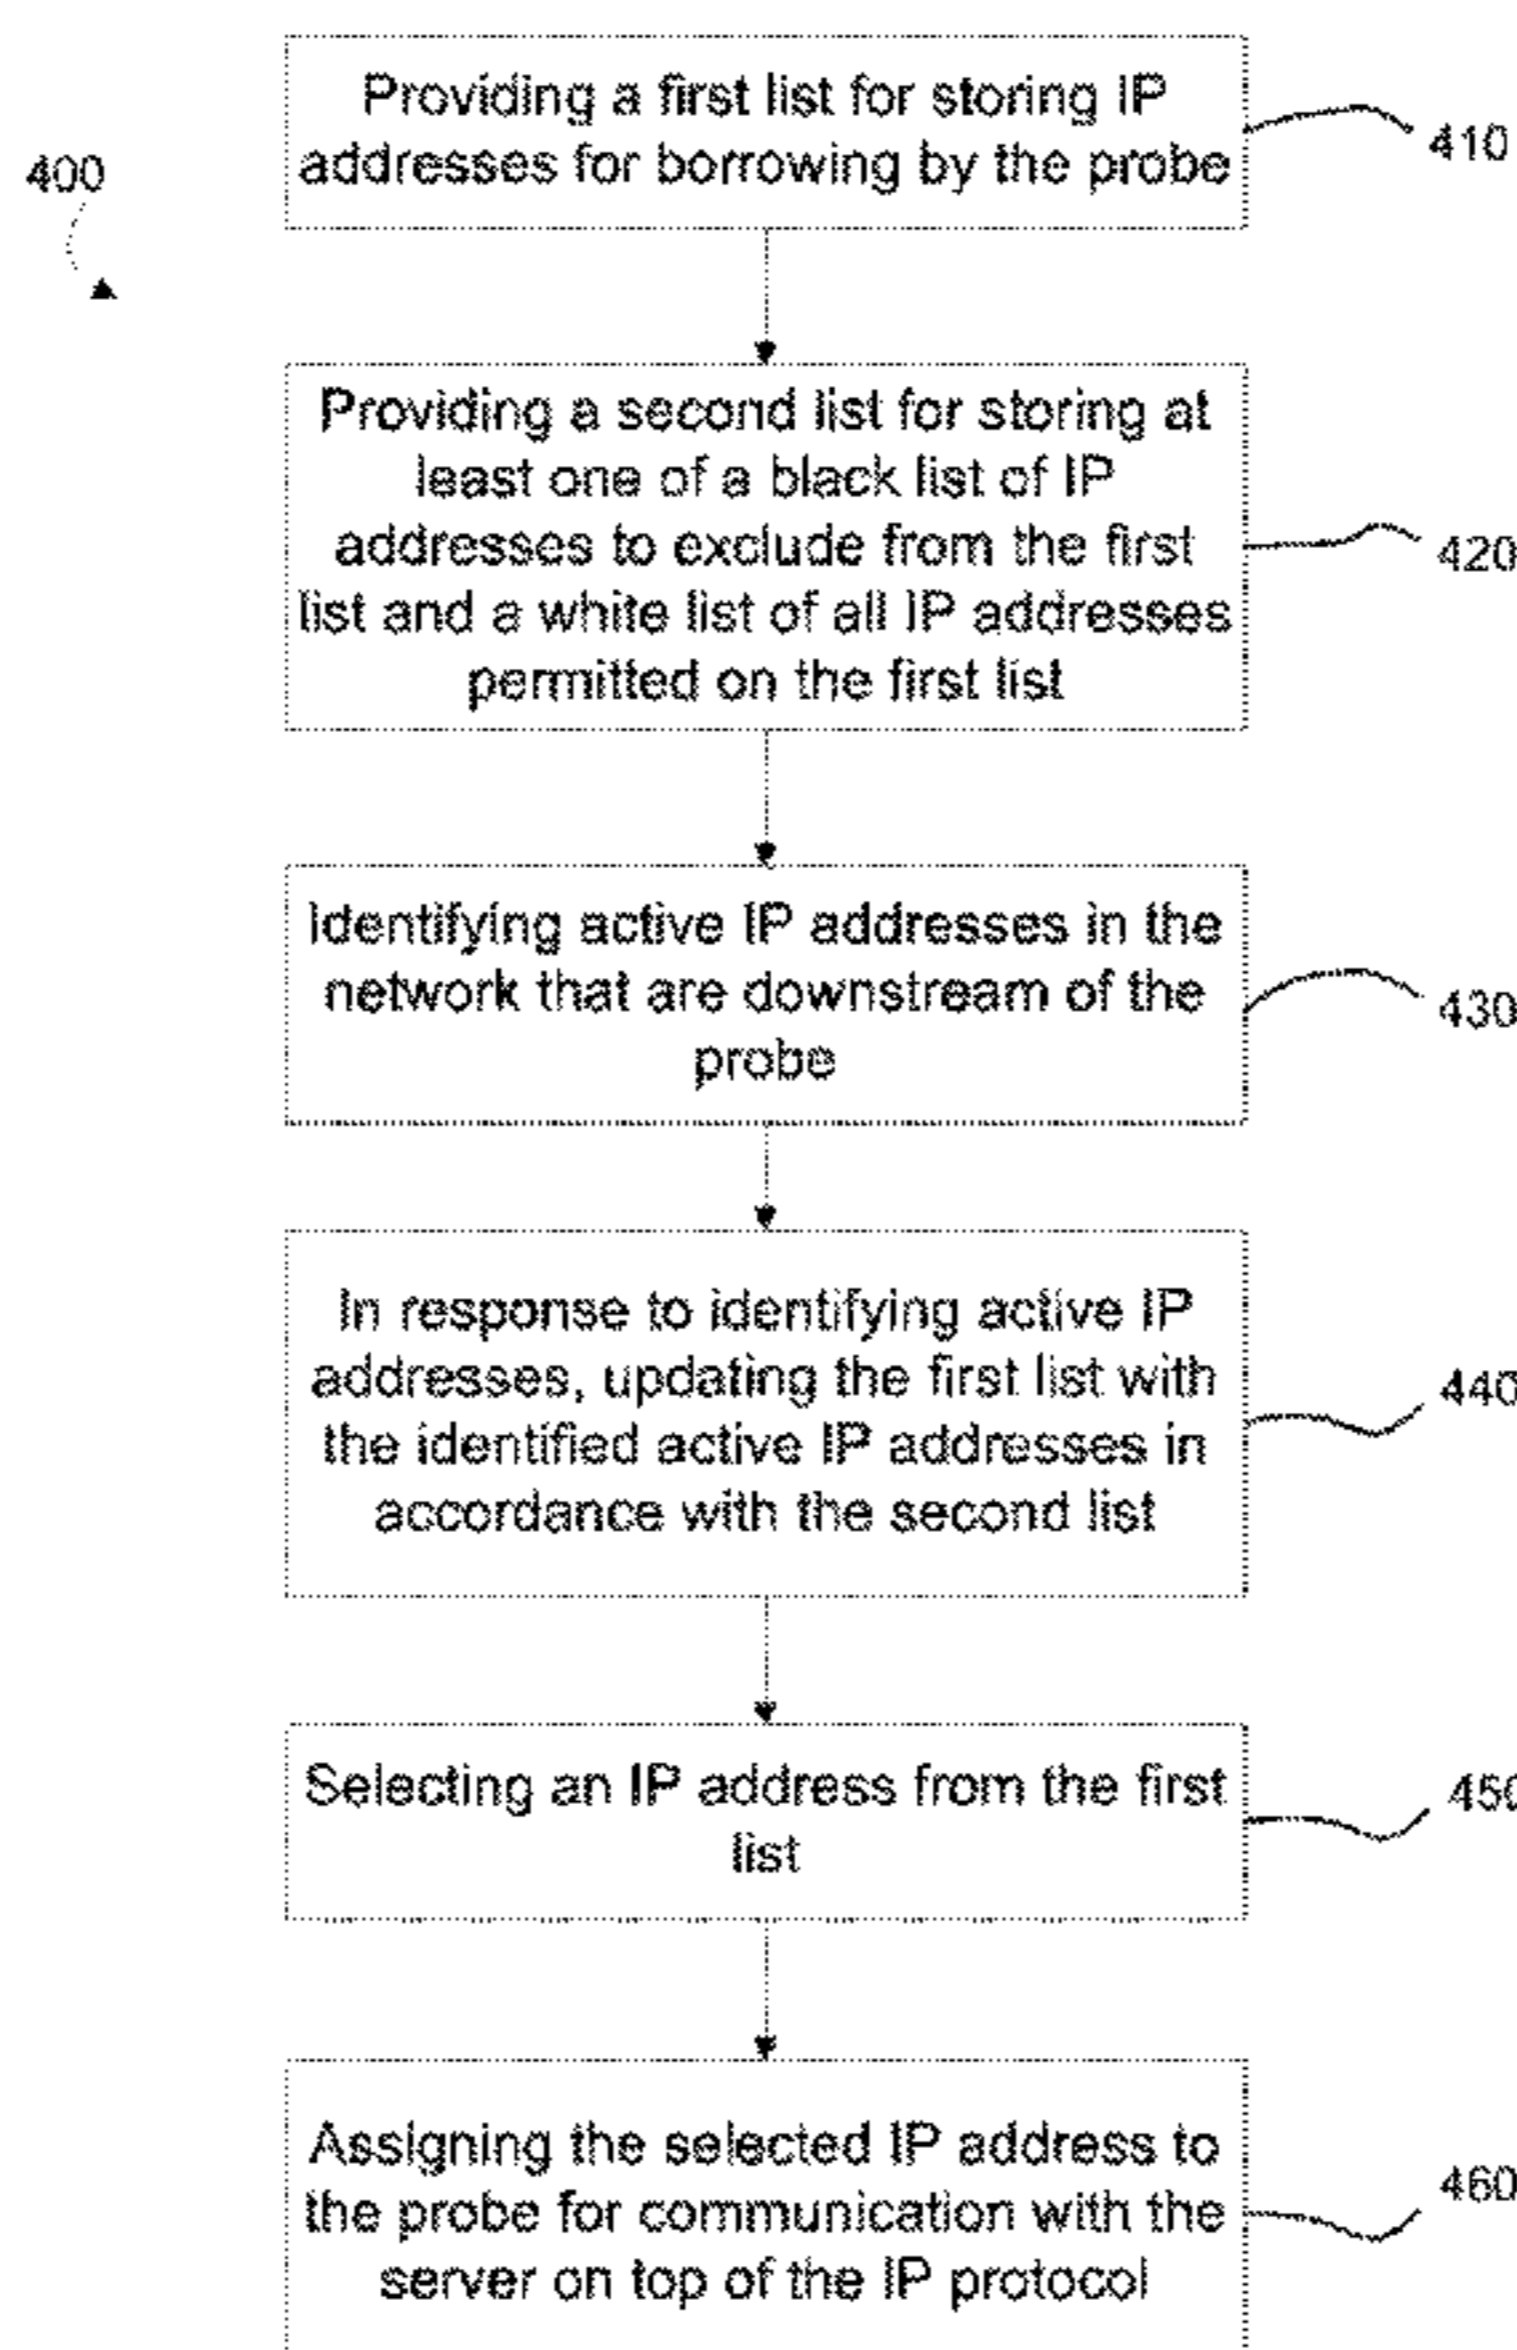 400
Providing a first list for storing IP
addresses for borrowing by the probe
410
Providing a second list for storing at
least one of a black list of IP
addresses to exclude from the first
list and a white list of all IP addresses
permitted on the first list
420
Identifying active IP addresses in the
network that are downstream of the
probe
430
In response to identifying active IP
addresses, updating the first list with
the identified active IP addresses in
accordance with the second list
440
Selecting an IP address from the first
list
450
Assigning the selected IP address to
the probe for communication with the
server on top of the IP protocol
460